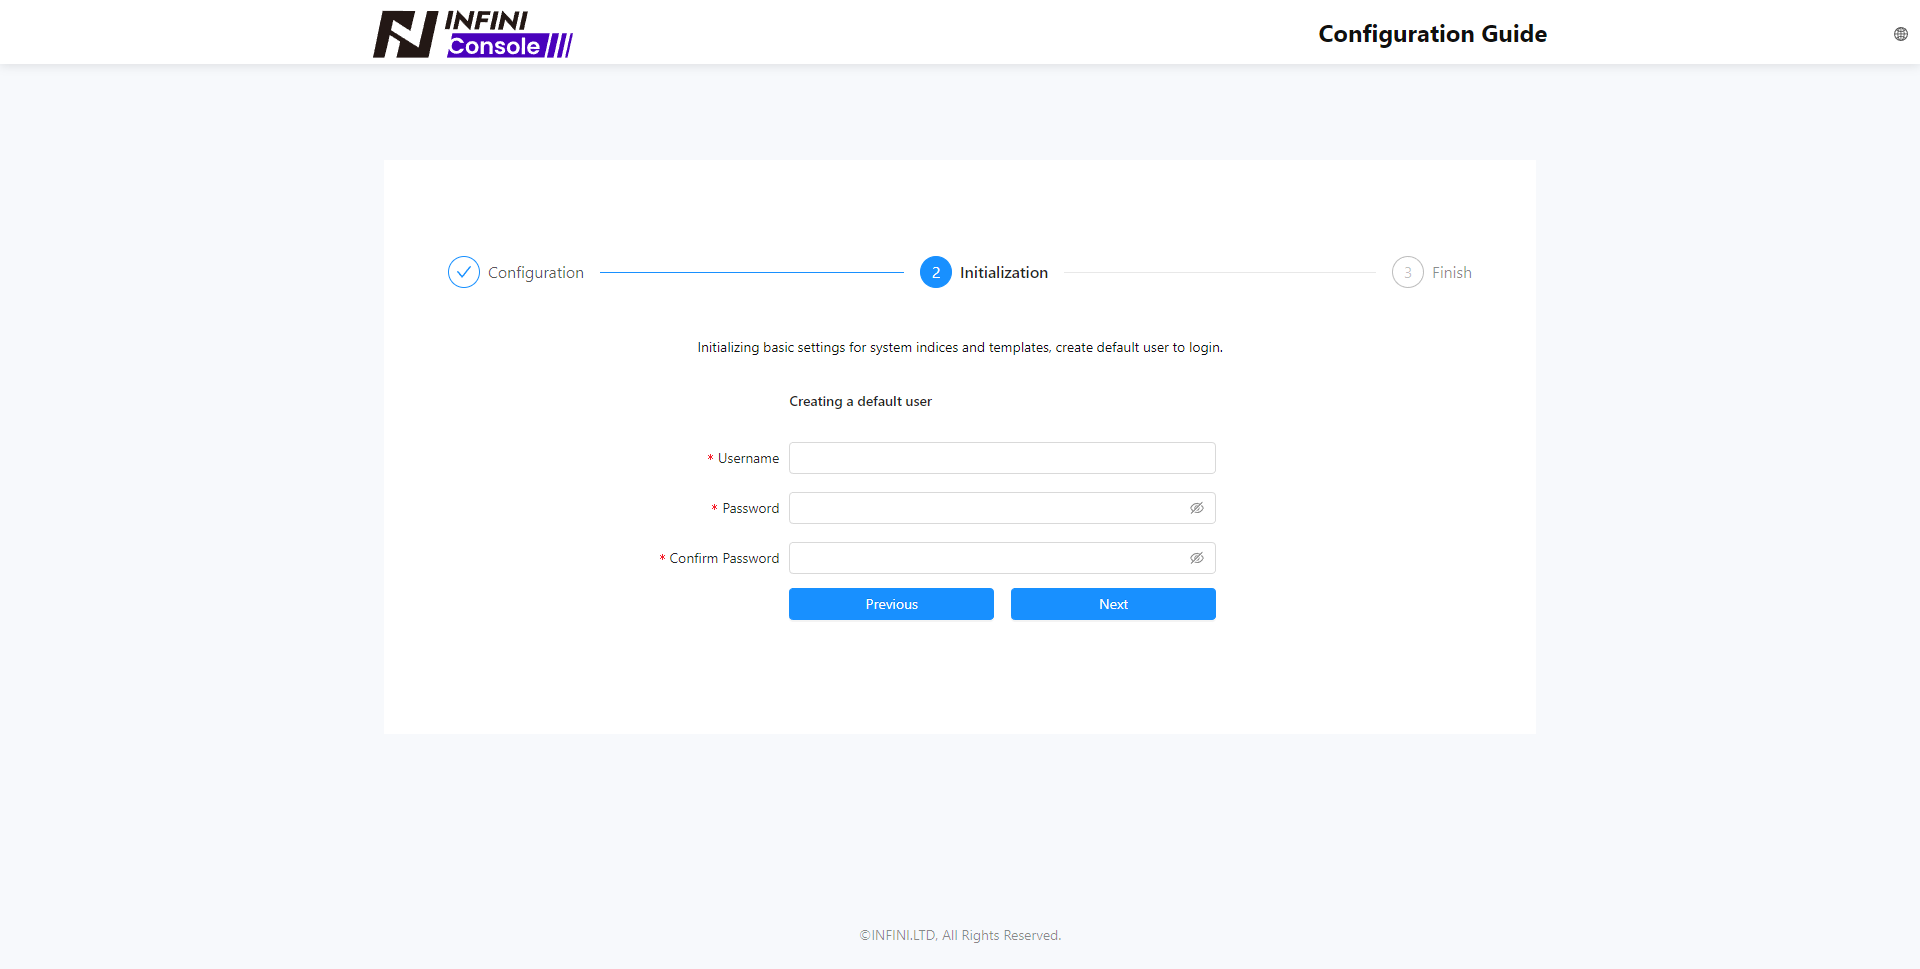 INFINI
Console
Configuration Guide
Configuration
2 Initialization
3 Finish
Initializing basic settings for system indices and templates, create default user to login.
Creating a default user
* Username
* Password
* Confirm Password
Previous Next
©INFINI.LTD, All Rights Reserved.